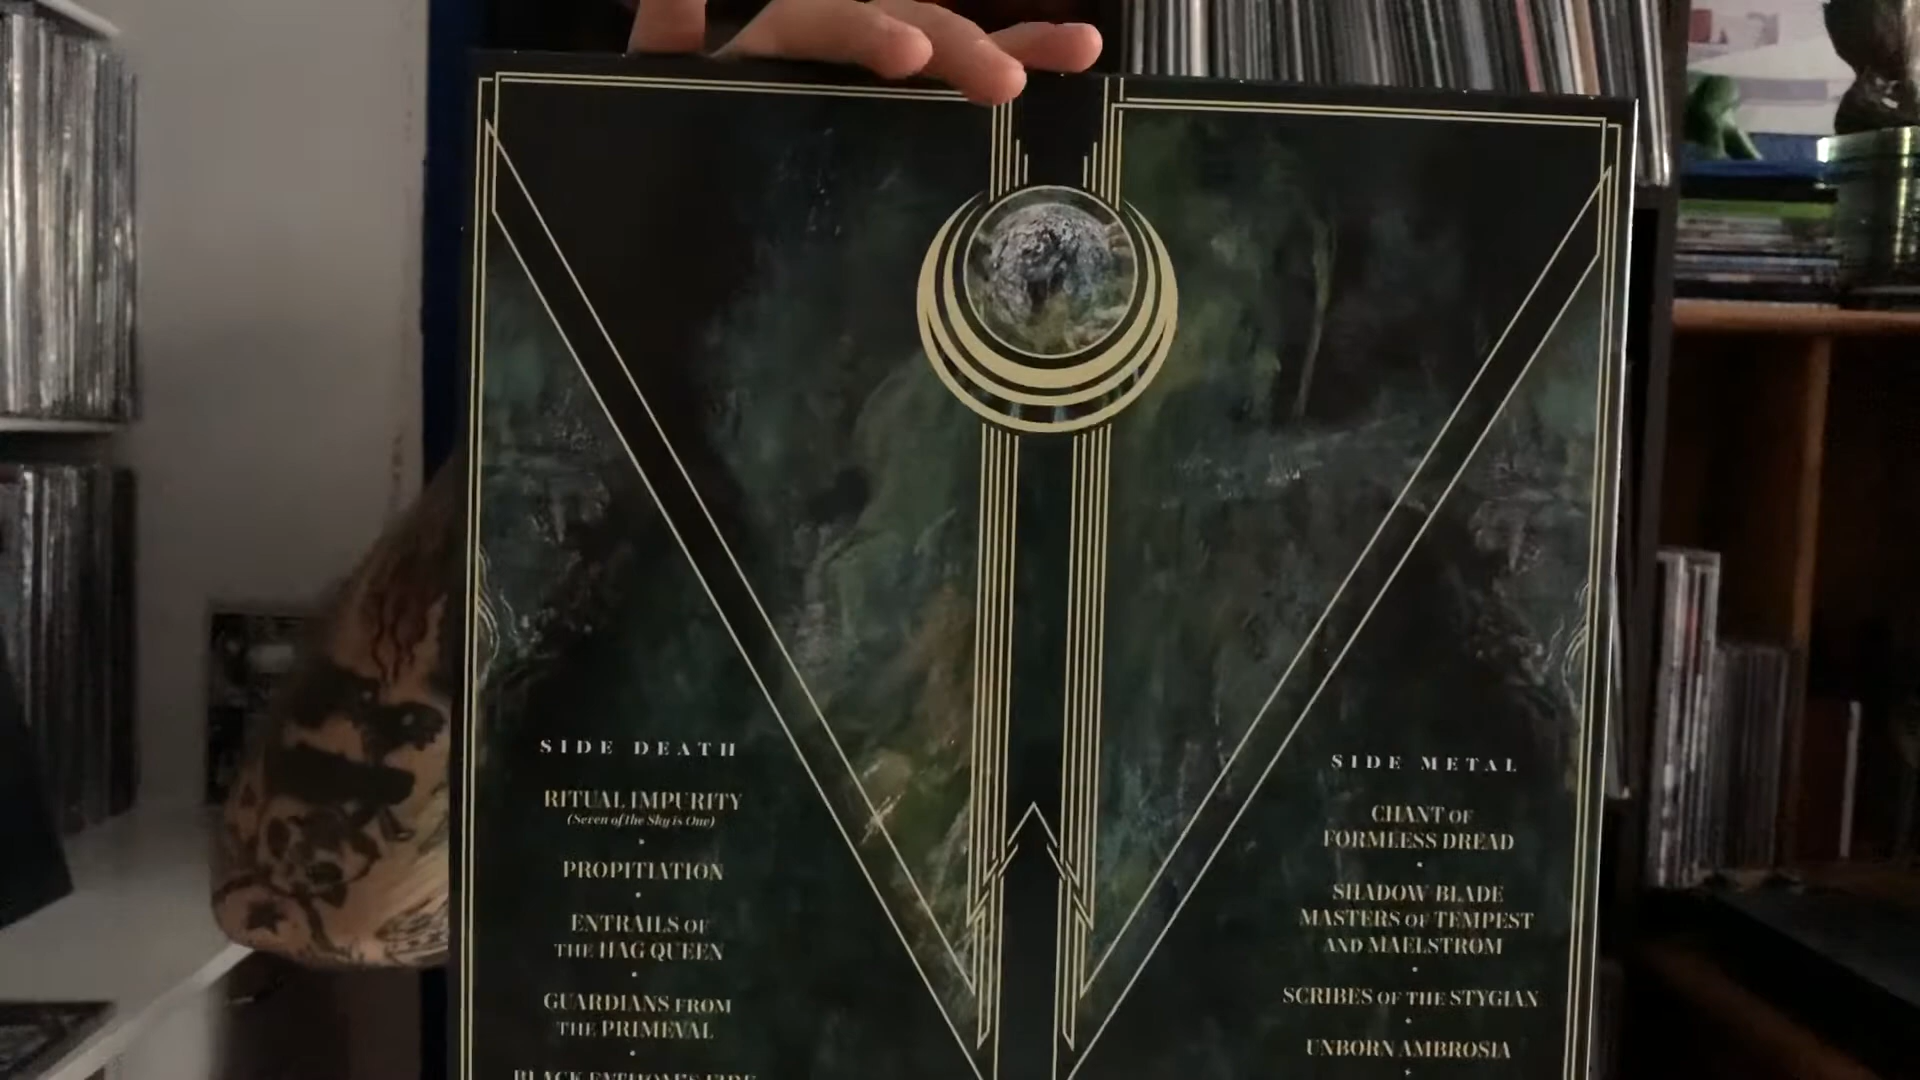 SIDE DEATH
RITUAL IMPURITY
(Seven of the Sky is One)
PROPITIATION
ENTRAILS OF
THE HAG QUEEN
GUARDIANS FROM
THE PRIMEVAL
SIDE METAL
CHANT OF
FORMLESS DREAD
SHADOW BLADE
MASTERS OF TEMPEST
AND MAELSTROM
SCRIBES OF THE STYGIAN
UNBORN AMBROSIA